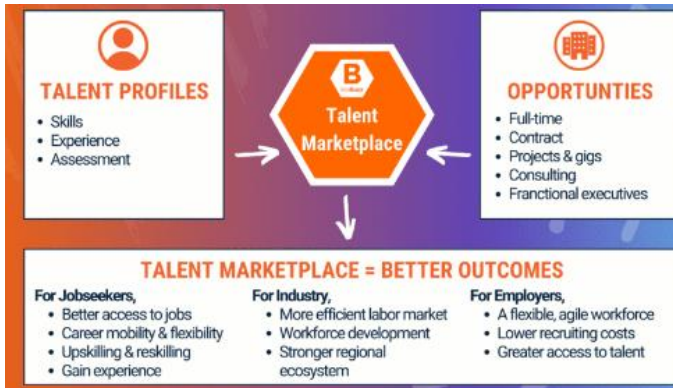 TALENT PROFILES
• Skills
• Experience
• Assessment
B
Talent
Marketplace
OPPORTUNTIES
• Full-time
• Contract
• Projects & gigs
• Consulting
• Franctional executives
TALENT MARKETPLACE = BETTER OUTCOMES
For Jobseekers,
• Better access to jobs
• Career mobility & flexibility
• Upskilling & reskilling
• Gain experience
For Industry,
• More efficient labor market
• Workforce development
• Stronger regional
ecosystem
For Employers,
• A flexible, agile workforce
• Lower recruiting costs
• Greater access to talent